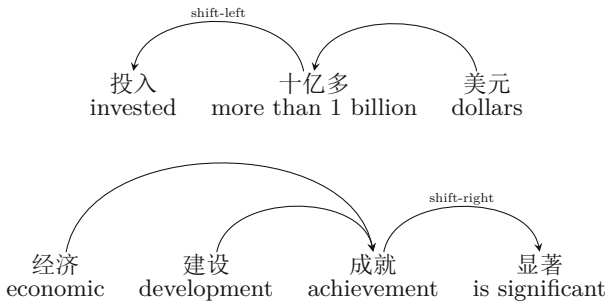 shift-left
投入 十亿多 美元
invested more than 1 billion dollars
shift-right
经济 建设 成就 显著
economic development achievement is significant